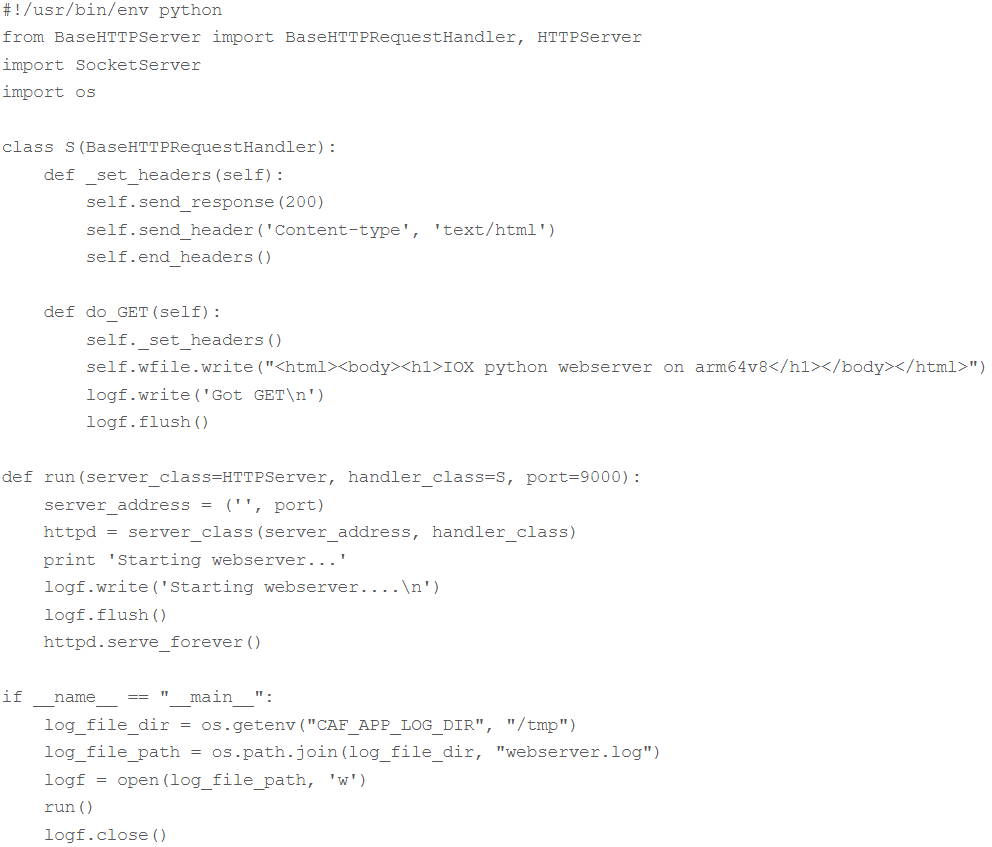 #!/usr/bin/env python
from BaseHTTPServer import BaseHTTPRequestHandler, HTTPServer
import SocketServer
import os

class S(BaseHTTPRequestHandler):
    def _set_headers(self):
        self.send_response(200)
        self.send_header('Content-type', 'text/html')
        self.end_headers()

    def do_GET(self):
        self._set_headers()
        self.wfile.write("<html><body><h1>IOX python webserver on arm64v8</h1></body></html>")
        logf.write('Got GET\n')
        logf.flush()

def run(server_class=HTTPServer, handler_class=S, port=9000):
    server_address = ('', port)
    httpd = server_class(server_address, handler_class)
    print 'Starting webserver...'
    logf.write('Starting webserver....\n')
    logf.flush()
    httpd.serve_forever()

if __name__ == "__main__":
    log_file_dir = os.getenv("CAF_APP_LOG_DIR", "/tmp")
    log_file_path = os.path.join(log_file_dir, "webserver.log")
    logf = open(log_file_path, 'w')
    run()
    logf.close()